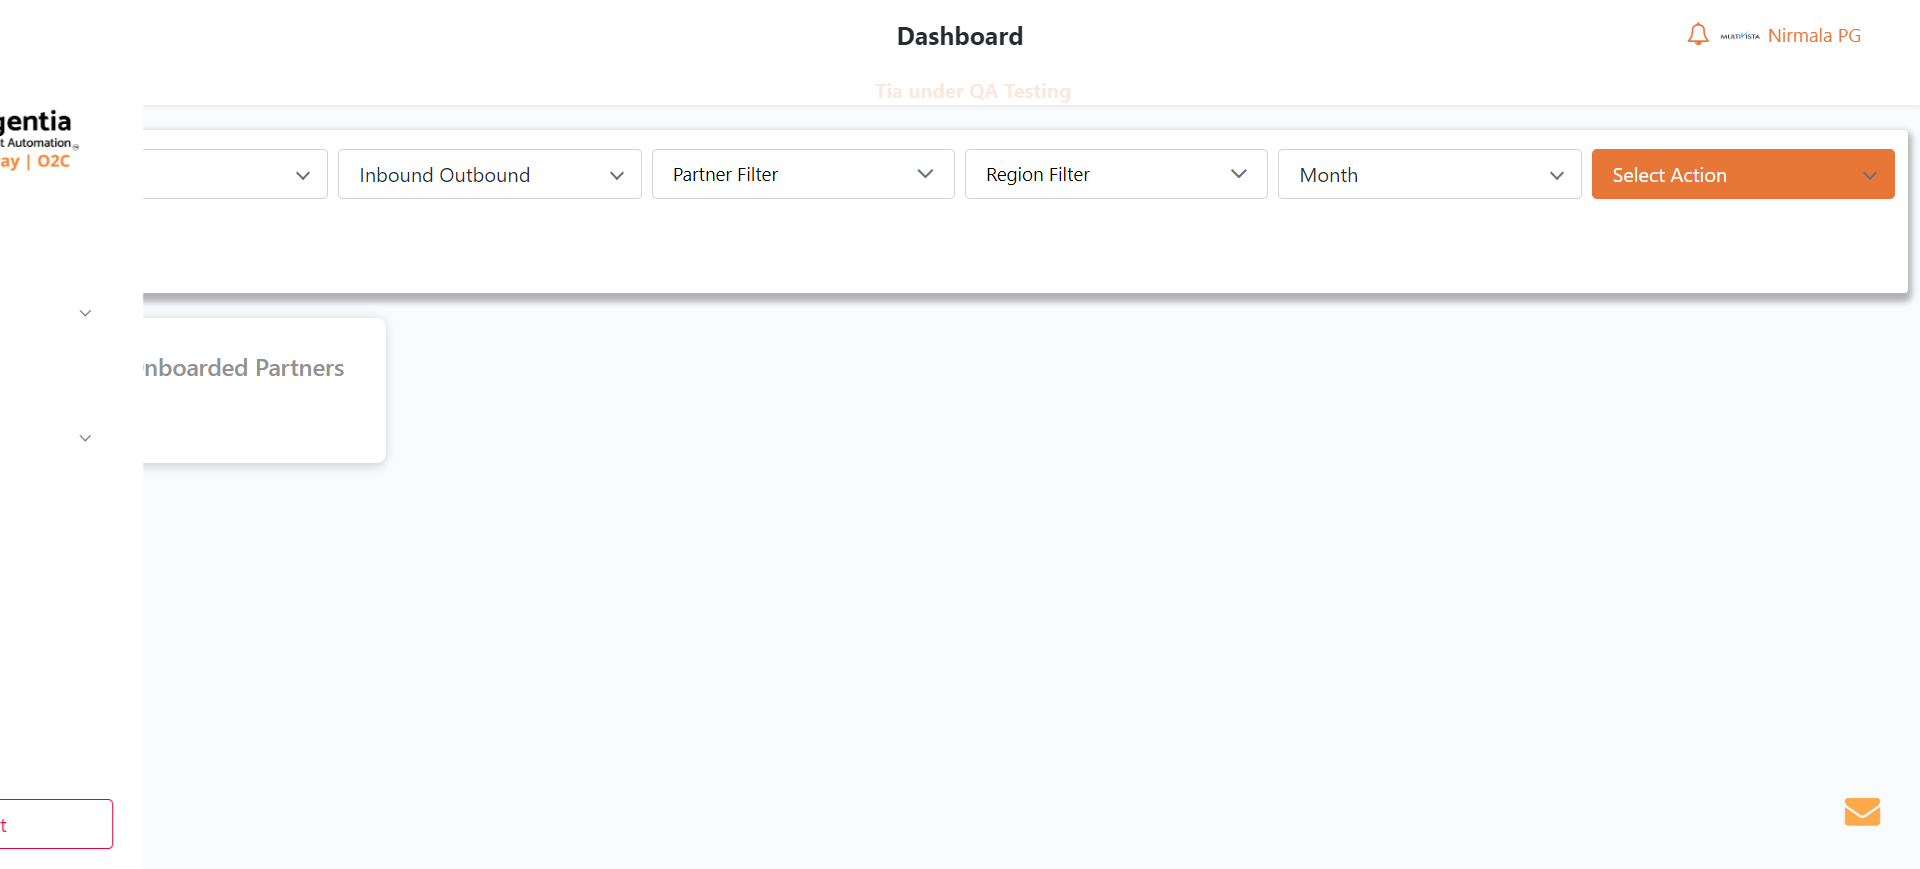 Dashboard
MULTIVISTA
Nirmala PG
Tia under QA Testing
gentia
t Automation
ay | O2C
Inbound Outbound
Partner Filter
Region Filter
Month
Select Action
nboarded Partners
t